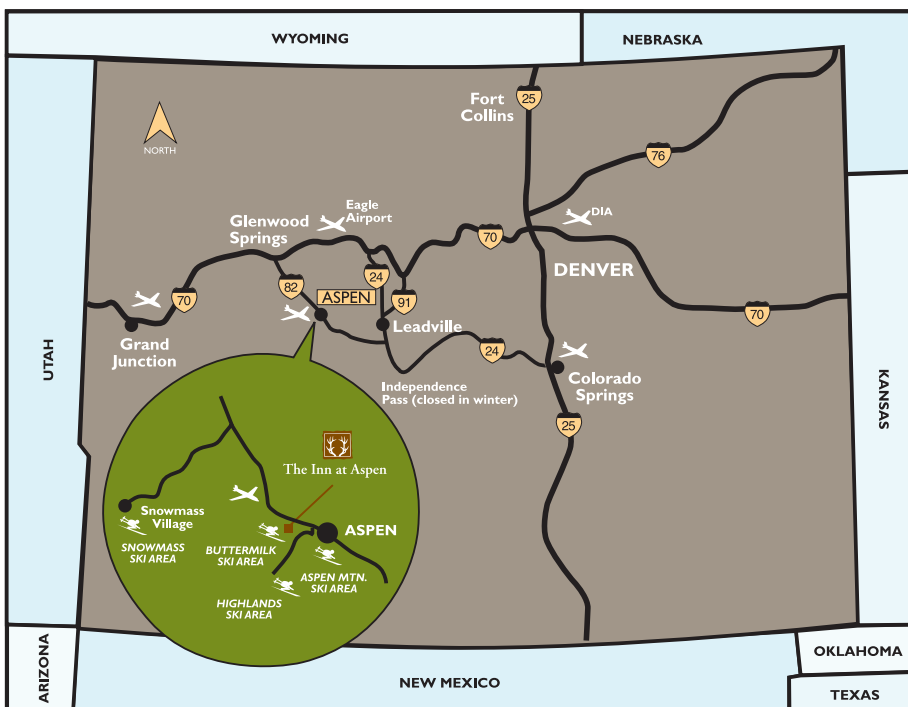 WYOMING
NEBRASKA
Fort
Collins
25
NORTH
76
Eagle
Airport
Glenwood
Springs
DIA
70
DENVER
24
82
ASPEN
91
70
70
Leadville
Grand
Junction
24
Independence
Pass (closed in winter)
Colorado
Springs
25
UTAH
KANSAS
The Inn at Aspen
Snowmass
Village
ASPEN
SNOWMASS
SKI AREA
BUTTERMILK
SKI AREA
ASPEN MTN.
SKI AREA
HIGHLANDS
SKI AREA
ARIZONA
NEW MEXICO
OKLAHOMA
TEXAS